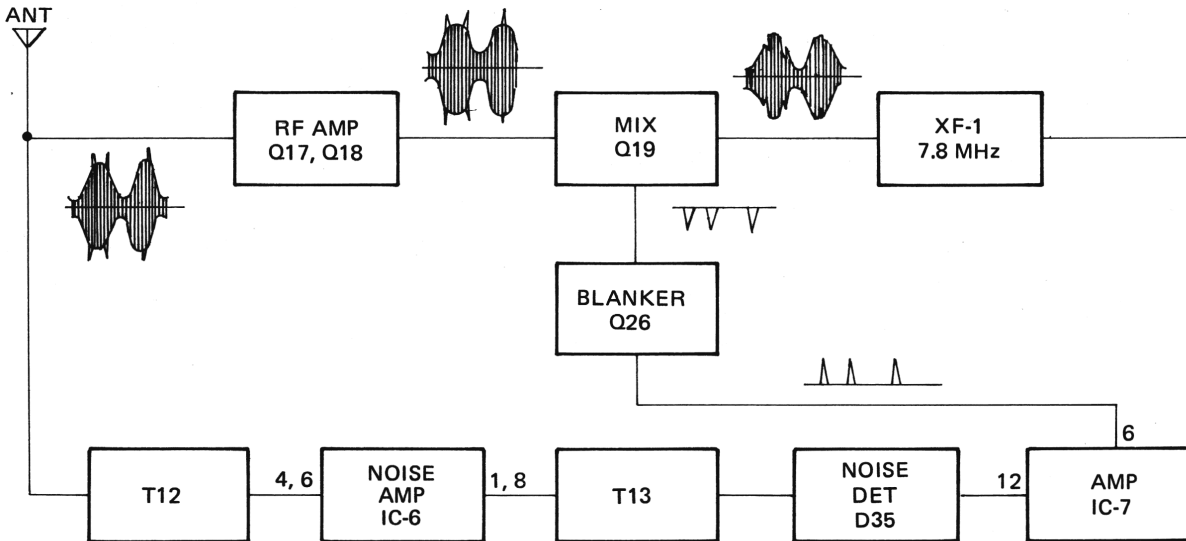 ANT
RF AMP
Q17, Q18
MIX
Q19
XF-1
7.8 MHz
BLANKER
Q26
6
T12
4, 6
NOISE
AMP
IC-6
1, 8
T13
NOISE
DET
D35
12
AMP
IC-7